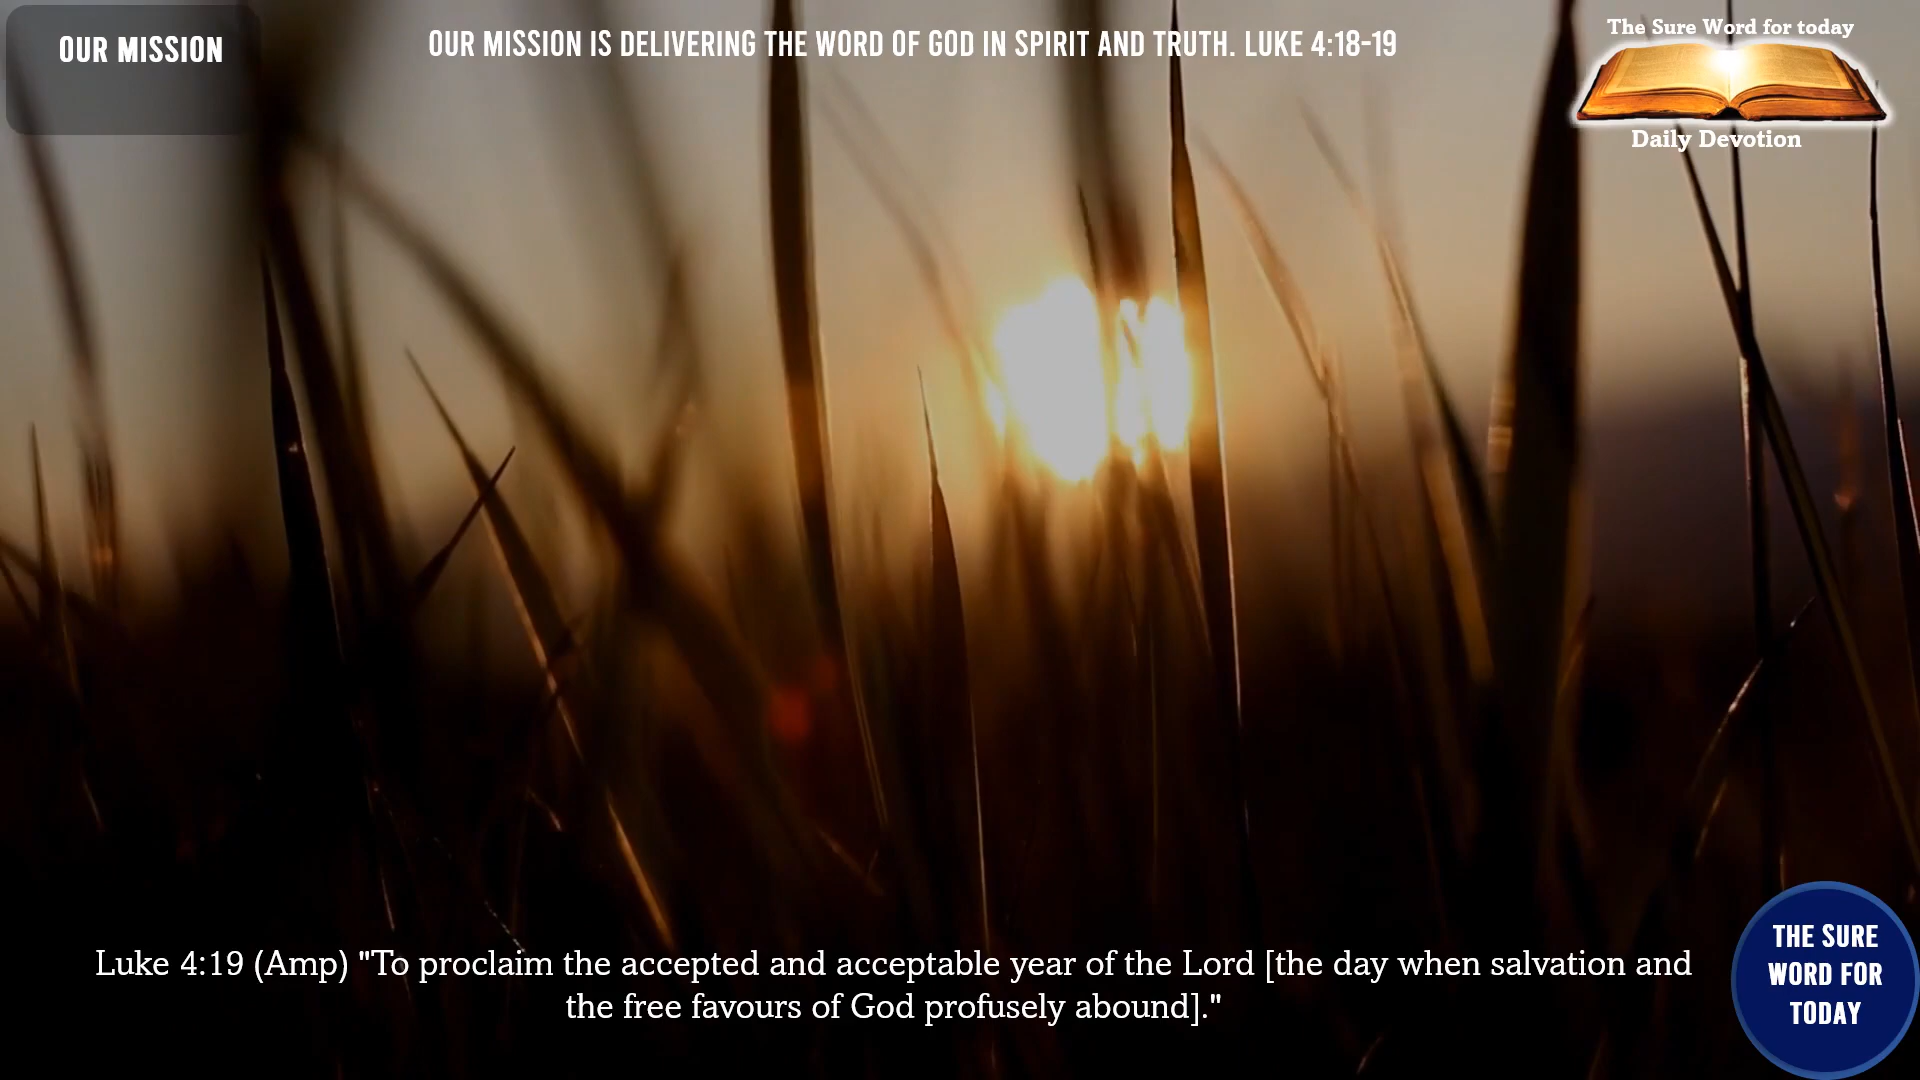 OUR MISSION
OUR MISSION IS DELIVERING THE WORD OF GOD IN SPIRIT AND TRUTH. LUKE 4:18-19
The Sure Word for today
Daily Devotion
Luke 4:19 (Amp) "To proclaim the accepted and acceptable year of the Lord [the day when salvation and
the free favours of God profusely abound]."
THE SURE
WORD FOR
TODAY